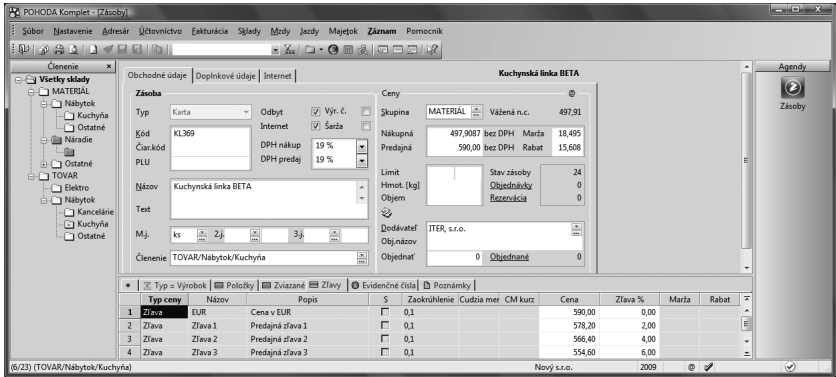 POHODA Komplet - [Zásoby]
Súbor Nastavenie Adresár Účtovníctvo Fakturácia Sklady Mzdy Jazdy Majetok Záznam Pomocník
Členenie ×
Všetky sklady
MATERIÁL
Nábytok
Kuchyňa
Ostatné
Náradie
Ostatné
TOVAR
Elektro
Nábytok
Kancelárie
Kuchyňa
Ostatné
Obchodné údaje Doplnkové údaje Internet Kuchynská linka BETA
Zásoba
Typ Karta Odbyt Výr. č.
Internet Šarža
Kód KL369
Čiar.kód DPH nákup 19 %
PLU DPH predaj 19 %
Názov Kuchynská linka BETA
Text
M.j. ks 2.j. 3.j.
Členenie TOVAR/Nábytok/Kuchyňa
Ceny @
Skupina MATERIÁL Vážená n.c. 497,91
Nákupná 497,9087 bez DPH Marža 18,495
Predajná 590,00 bez DPH Rabat 15,608
Limit Stav zásoby 24
Hmot. [kg] Objednávky 0
Objem Rezervácia 0
Dodávateľ ITER, s.r.o.
Obj.názov
Objednať 0 Objednané 0
Agendy
Zásoby
* Typ = Výrobok Položky Zviazané Zľavy Evidenčné čísla Poznámky
Typ ceny Názov Popis S Zaokrúhlenie Cudzia mer CM kurz Cena Zľava % Marža Rabat
1 Zľava EUR Cena v EUR 0,1 590,00 0,00
2 Zľava Zľava 1 Predajná zľava 1 0,1 578,20 2,00
3 Zľava Zľava 2 Predajná zľava 2 0,1 566,40 4,00
4 Zľava Zľava 3 Predajná zľava 3 0,1 554,60 6,00
(6/23) (TOVAR/Nábytok/Kuchyňa) Nový s.r.o. 2009 @